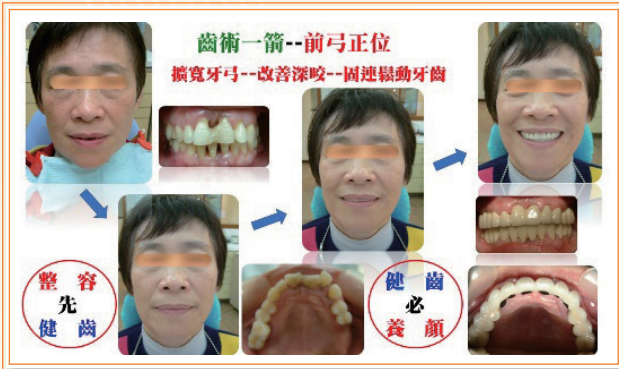 齒術一箭--前弓正位
擴寬牙弓--改善深咬--固連鬆動牙齒
整容
先
健齒
健齒
必
養顏